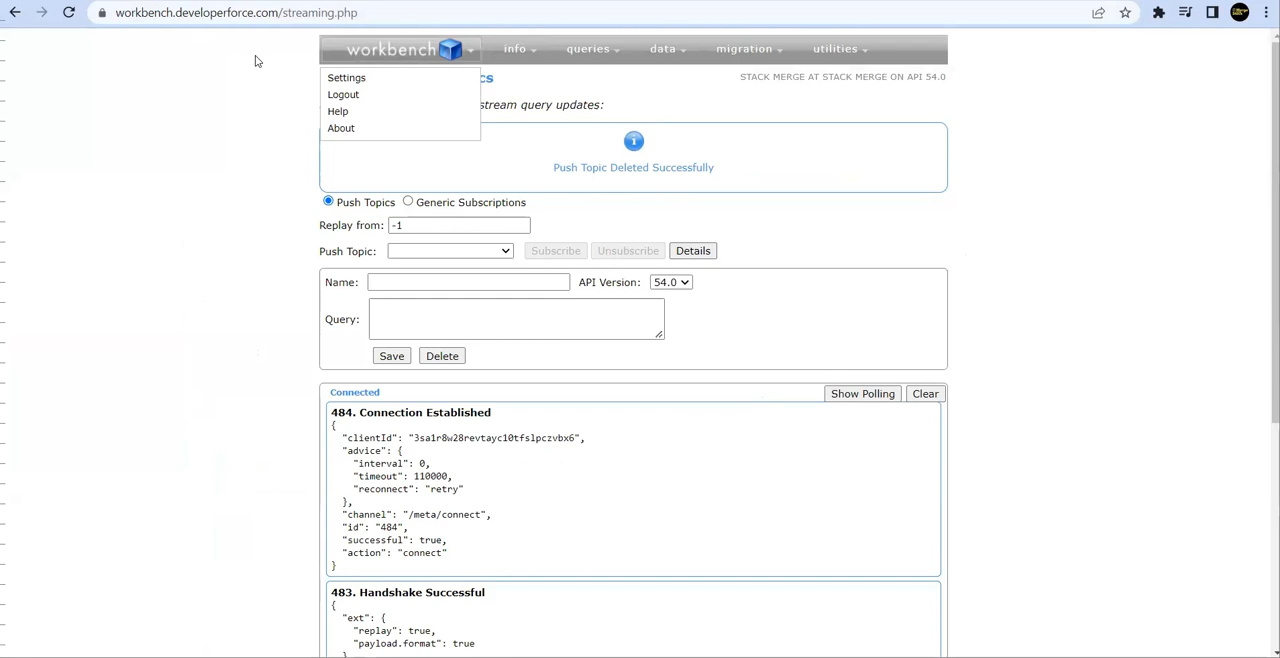 workbench.developerforce.com/streaming.php
workbench info queries data migration utilities
Settings
Logout
Help
About
cs
STACK MERGE AT STACK MERGE ON API 54.0
stream query updates:
Push Topic Deleted Successfully
Push Topics Generic Subscriptions
Replay from: -1
Push Topic: Subscribe Unsubscribe Details
Name: API Version: 54.0
Query:
Save Delete
Connected Show Polling Clear
484. Connection Established
{
"clientId": "3sa1r8w28revtayc10tfslpczvbx6",
"advice": {
"interval": 0,
"timeout": 110000,
"reconnect": "retry"
},
"channel": "/meta/connect",
"id": "484",
"successful": true,
"action": "connect"
}
483. Handshake Successful
{
"ext": {
"replay": true,
"payload.format": true